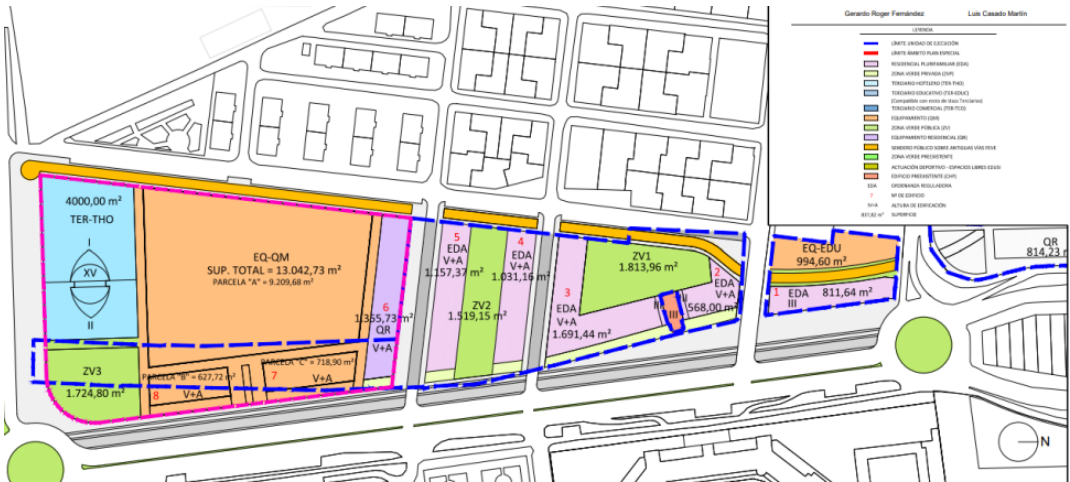 Gerardo Roger Fernández Luis Casado Martín
LEYENDA
LÍMITE UNIDAD DE EJECUCIÓN
LÍMITE ÁMBITO PLAN ESPECIAL
RESIDENCIAL PLURIFAMILIAR (EDA)
ZONA VERDE PRIVADA (ZVP)
TERCIARIO HOTELERO (TER-THO)
TERCIARIO EDUCATIVO (TER-EDUC)
(Compatible con resto de Usos Terciarios)
TERCIARIO COMERCIAL (TER-TCO)
EQUIPAMIENTO (QM)
ZONA VERDE PÚBLICA (ZV)
EQUIPAMIENTO RESIDENCIAL (QR)
SENDERO PÚBLICO SOBRE ANTIGUAS VÍAS FEVE
ZONA VERDE PREEXISTENTE
ACTUACIÓN DEPORTIVO - ESPACIOS LIBRES EDUSI
EDIFICIO PREEXISTENTE (CHP)
EDA ORDENANZA REGULADORA
7 Nº DE EDIFICIO
IV+A ALTURA DE EDIFICACIÓN
837,82 m² SUPERFICIE
4000,00 m²
TER-THO
I
XV
II
ZV3
1.724,80 m²
EQ-QM
SUP. TOTAL = 13.042,73 m²
PARCELA "A" = 9.209,68 m²
PARCELA "B" = 627,72 m²
8
V+A
PARCELA "C" = 718,90 m²
7
V+A
6
1.355,73 m²
QR
V+A
5
EDA
V+A
1.157,37 m²
ZV2
1.519,15 m²
4
EDA
V+A
1.031,16 m²
3
EDA
V+A
1.691,44 m²
ZV1
1.813,96 m²
III
2
EDA
V+A
568,00 m²
EQ-EDU
994,60 m²
1
EDA
III
811,64 m²
QR
814,23 m
N